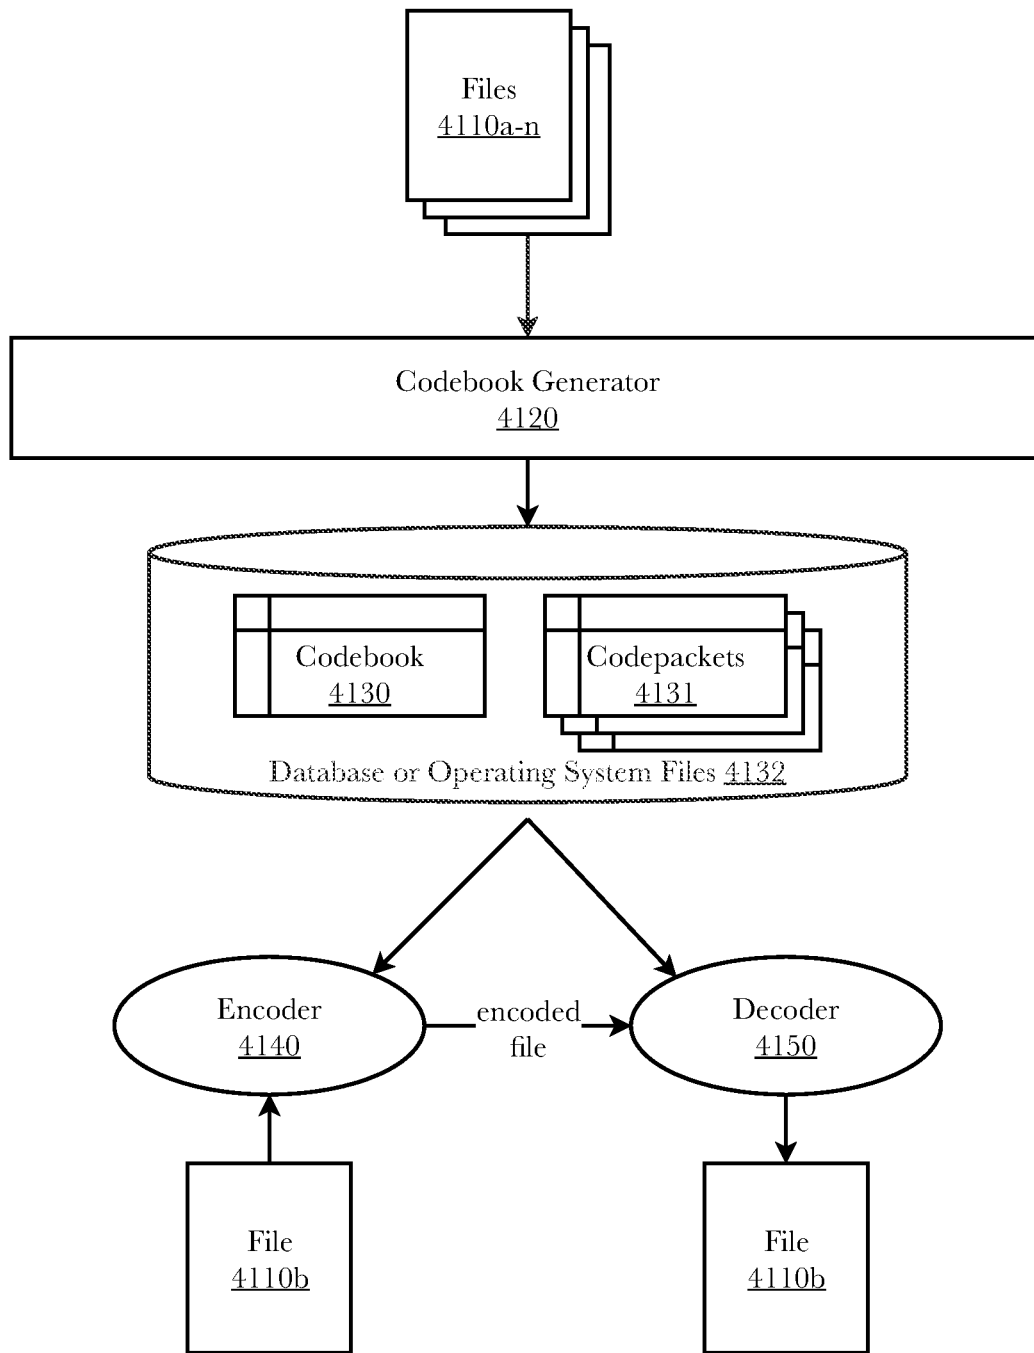 Files
4110a-n
Codebook Generator
4120
Codebook
4130
Codepackets
4131
Database or Operating System Files 4132
Encoder
4140
encoded
file
Decoder
4150
File
4110b
File
4110b